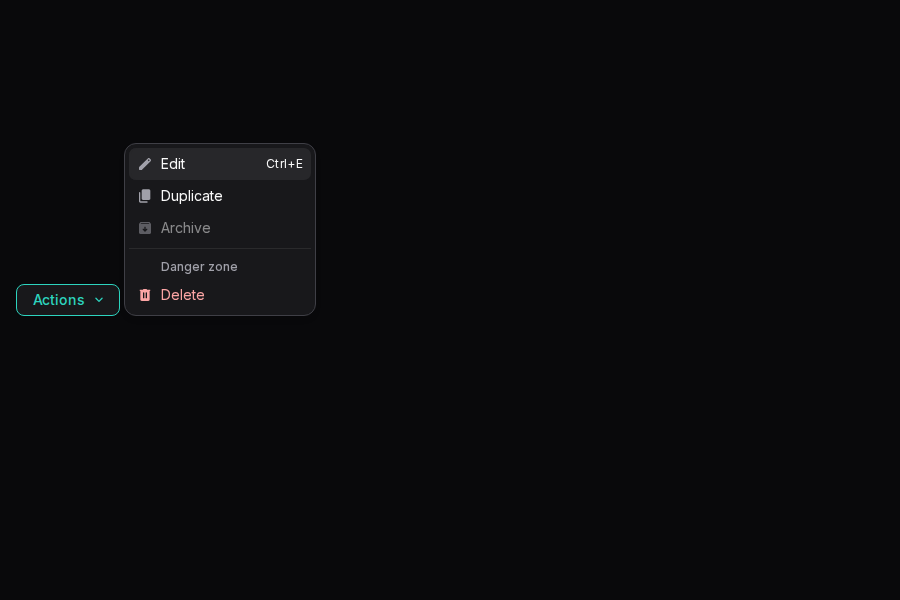 Edit Ctrl+E
Duplicate
Archive
Danger zone
Delete
Actions